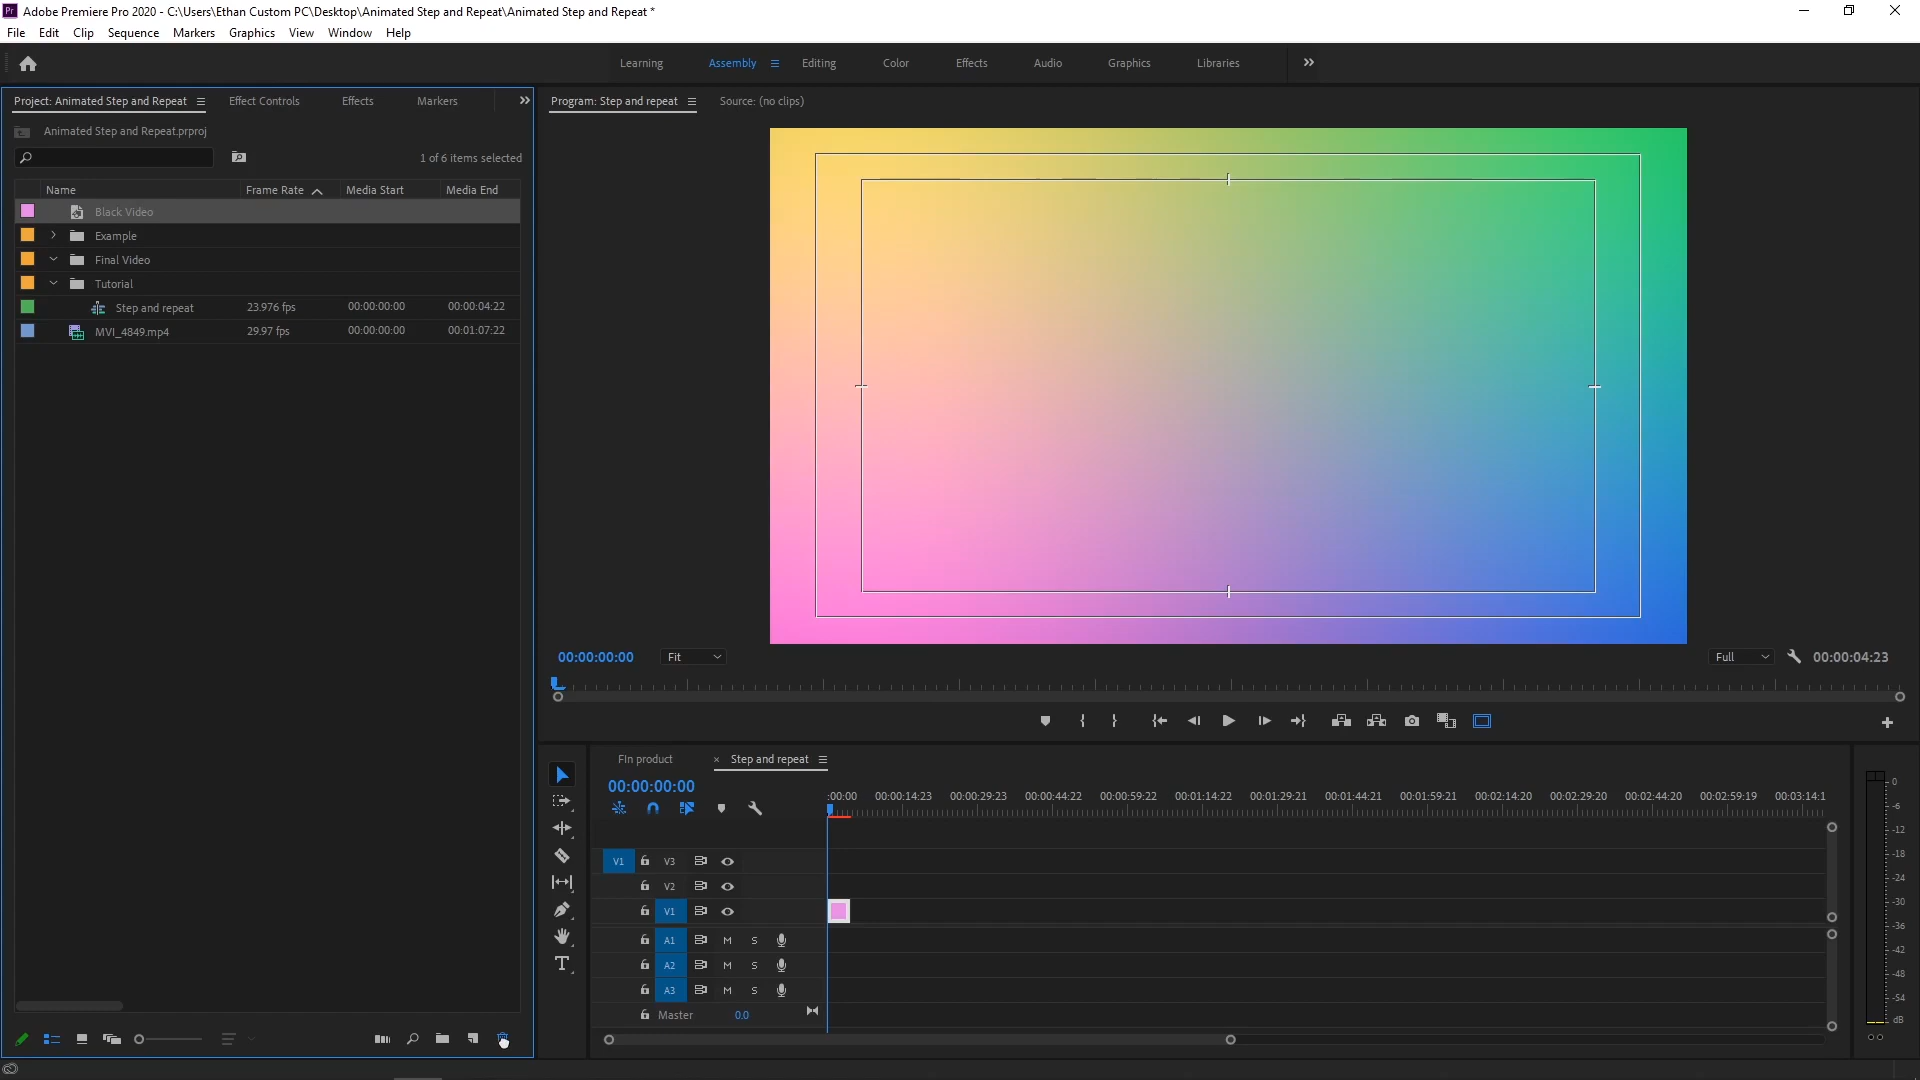 Pr Adobe Premiere Pro 2020 - C:\Users\Ethan Custom PC\Desktop\Animated Step and Repeat\Animated Step and Repeat *
File Edit Clip Sequence Markers Graphics View Window Help
Learning Assembly Editing Color Effects Audio Graphics Libraries
Project: Animated Step and Repeat Effect Controls Effects Markers
Program: Step and repeat Source: (no clips)
Animated Step and Repeat.prproj
1 of 6 items selected
Name Frame Rate Media Start Media End
Black Video
Example
Final Video
Tutorial
Step and repeat 23.976 fps 00:00:00:00 00:00:04:22
MVI_4849.mp4 29.97 fps 00:00:00:00 00:01:07:22
00:00:00:00 Fit Full 00:00:04:23
FIn product × Step and repeat
00:00:00:00
:00:00 00:00:14:23 00:00:29:23 00:00:44:22 00:00:59:22 00:01:14:22 00:01:29:21 00:01:44:21 00:01:59:21 00:02:14:20 00:02:29:20 00:02:44:20 00:02:59:19 00:03:14:1
V1 V3
V2
V1
A1 M S
A2 M S
A3 M S
Master 0.0
0
-6
-12
-18
-24
-30
-36
-42
-48
-54
dB